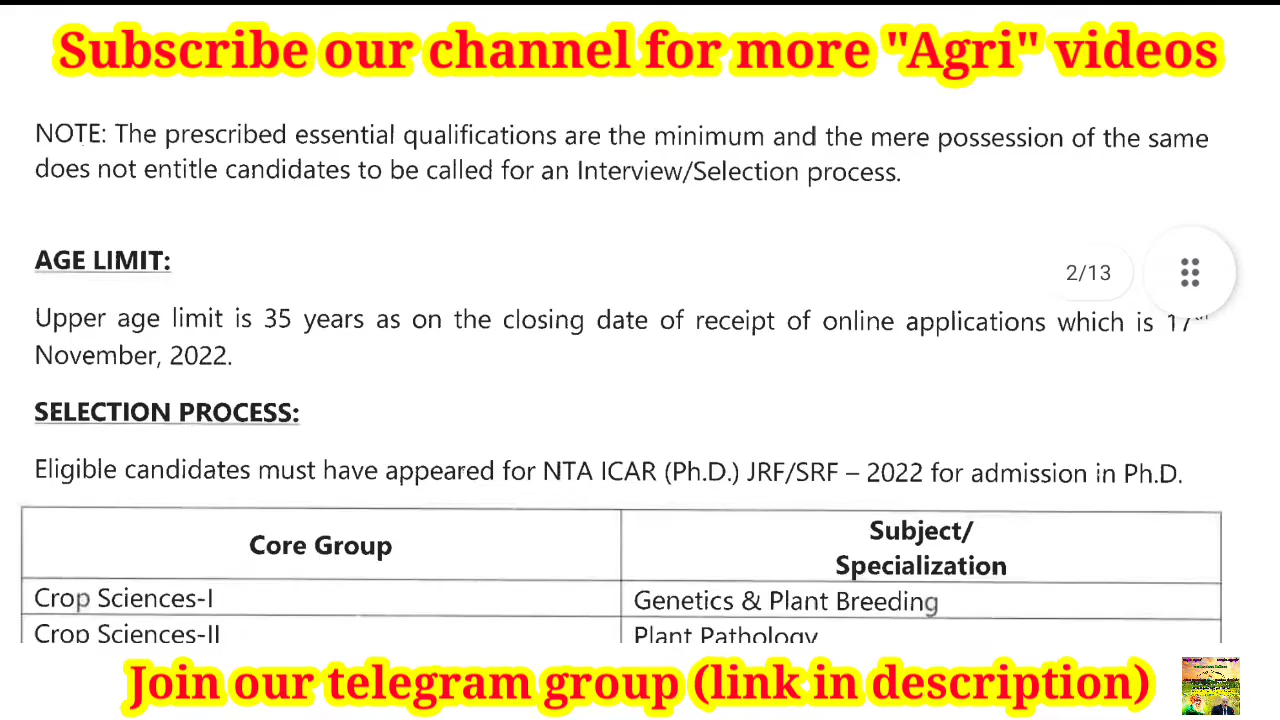 Subscribe our channel for more "Agri" videos
NOTE: The prescribed essential qualifications are the minimum and the mere possession of the same
does not entitle candidates to be called for an Interview/Selection process.
AGE LIMIT:
2/13
Upper age limit is 35 years as on the closing date of receipt of online applications which is 17
November, 2022.
SELECTION PROCESS:
Eligible candidates must have appeared for NTA ICAR (Ph.D.) JRF/SRF – 2022 for admission in Ph.D.
Core Group
Subject/
Specialization
Crop Sciences-I
Genetics & Plant Breeding
Crop Sciences-II
Plant Pathology
Join our telegram group (link in description)